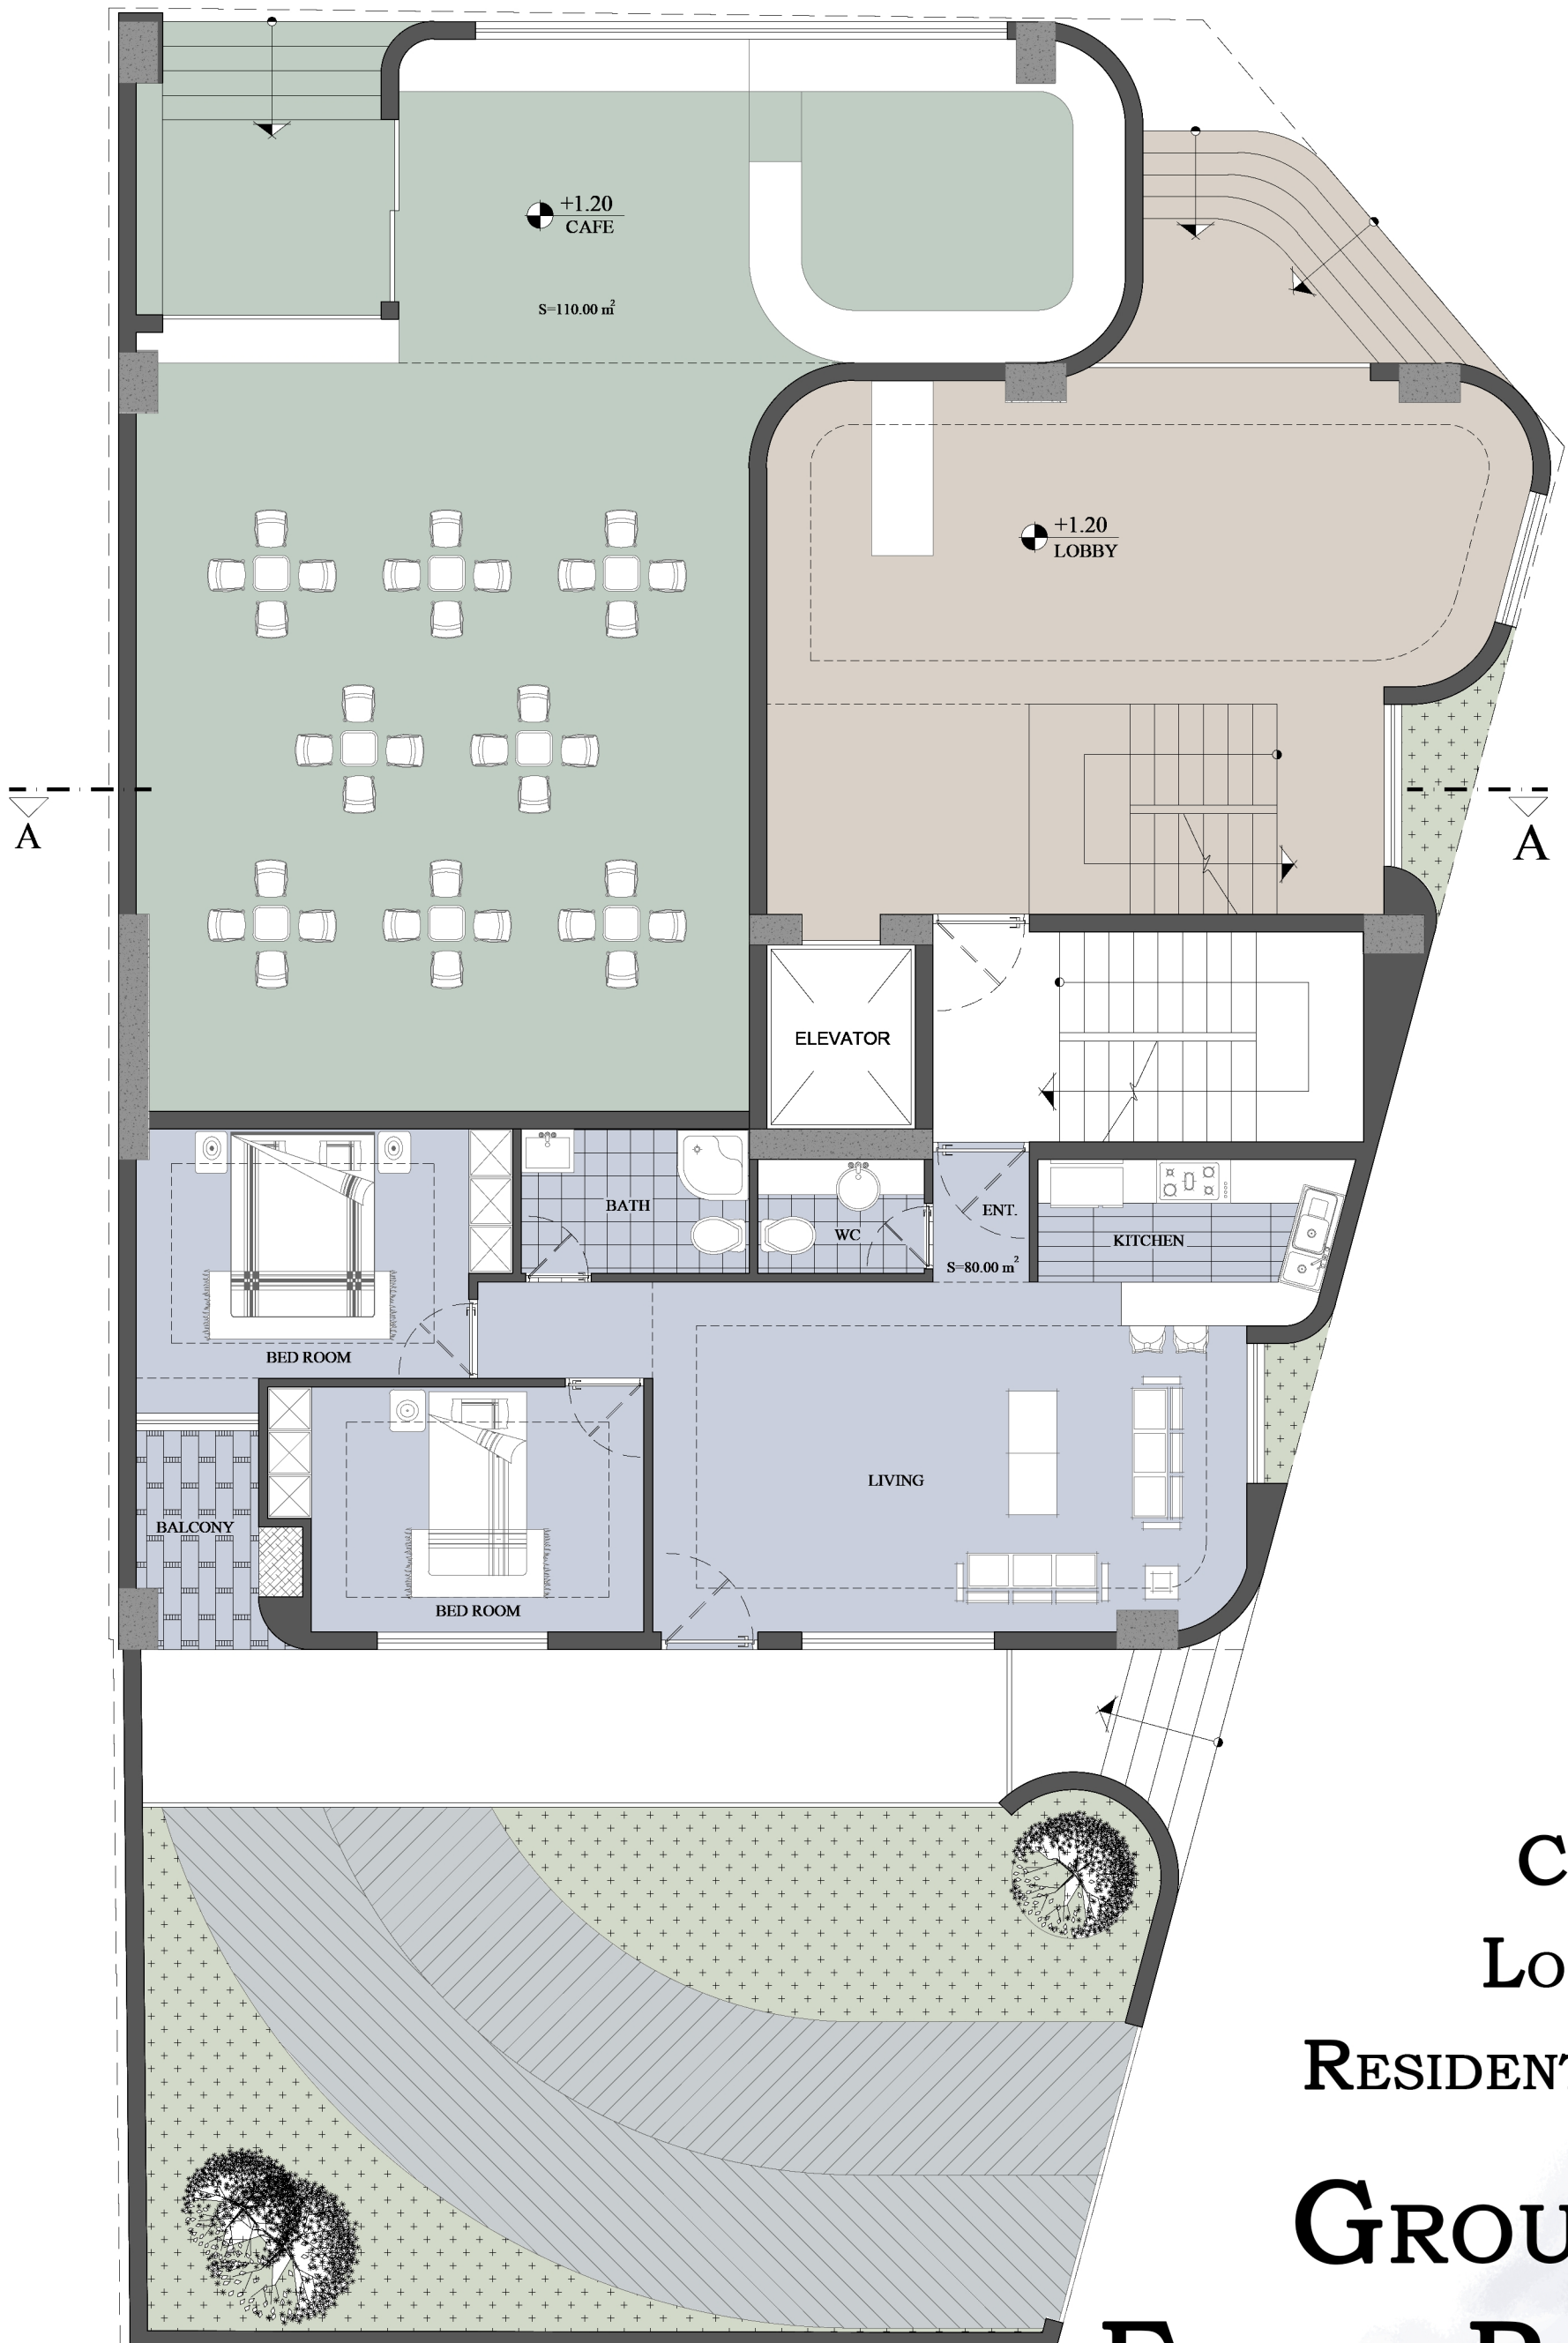 +1.20
CAFE
S=110.00 m²
+1.20
LOBBY
A
A
ELEVATOR
BATH
WC
ENT.
S=80.00 m²
KITCHEN
BED ROOM
LIVING
BALCONY
BED ROOM
C
LO
RESIDENT
GROU